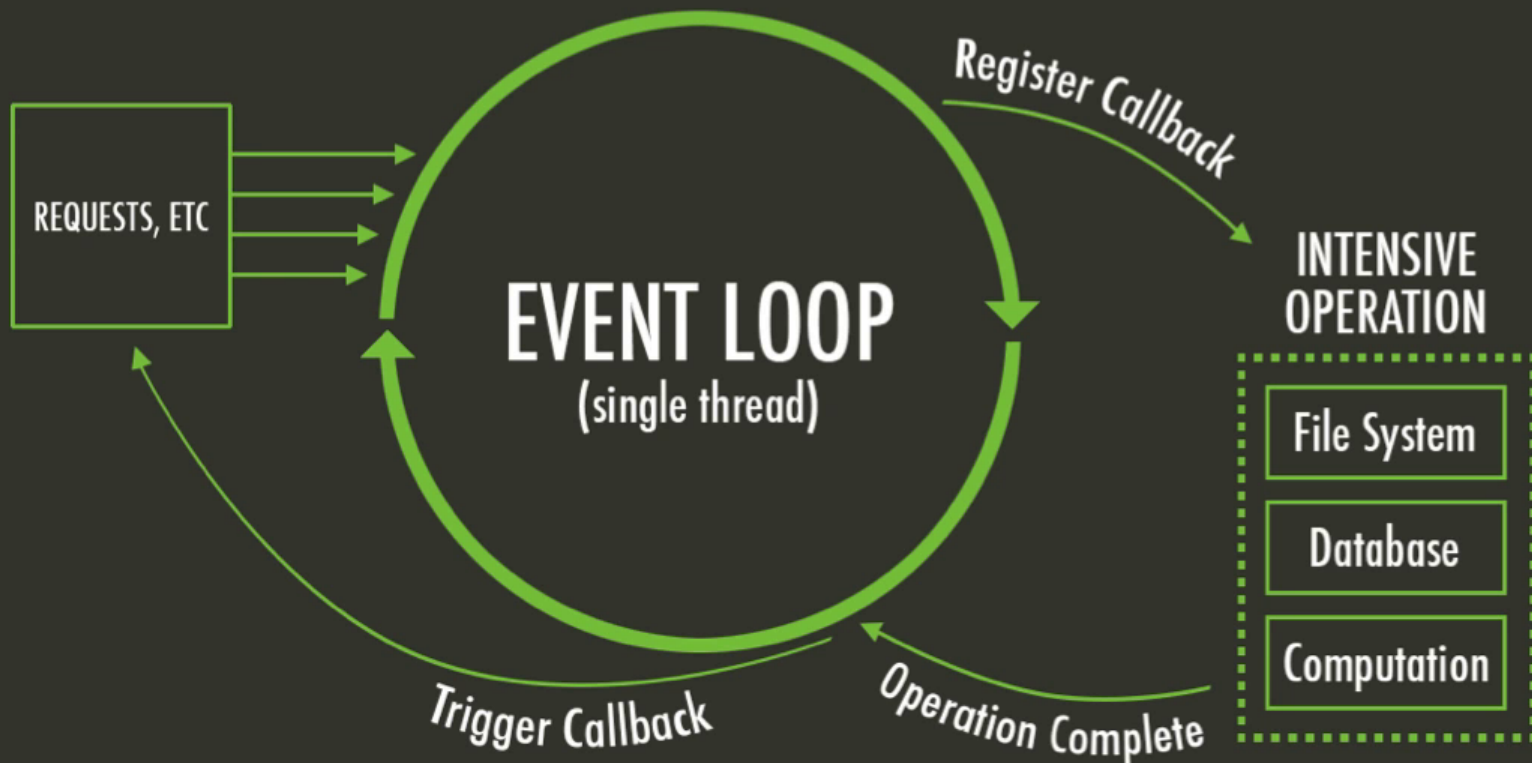 Register Callback
REQUESTS, ETC
EVENT LOOP
(single thread)
INTENSIVE
OPERATION
File System
Database
Computation
Operation Complete
Trigger Callback